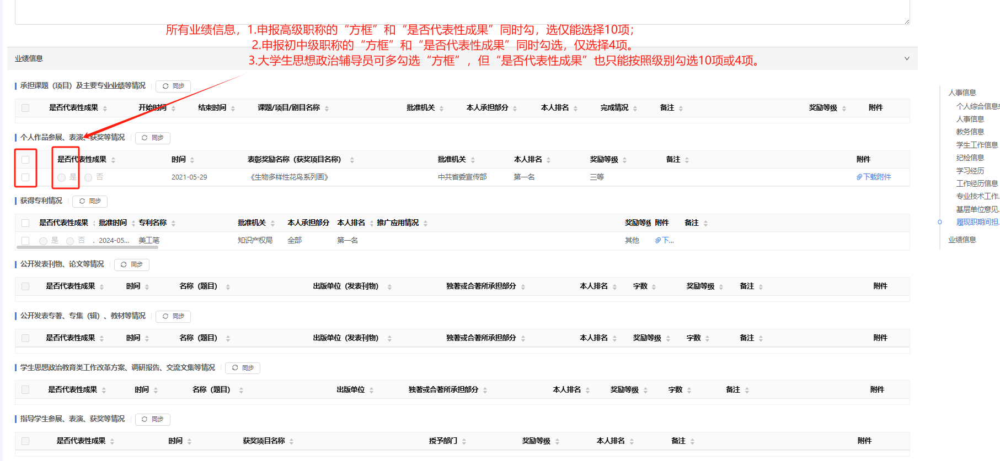 所有业绩信息，1.申报高级职称的“方框”和“是否代表性成果”同时勾，选仅能选择10项；
2.申报初中级职称的“方框”和“是否代表性成果”同时勾选，仅选择4项。
业绩信息
3.大学生思想政治辅导员可多勾选“方框”，但“是否代表性成果”也只能按照级别勾选10项或4项。
承担课题（项目）及主要专业业绩等情况 同步
是否代表性成果 开始时间 结束时间 课题/项目/剧目名称 批准机关 本人承担部分 本人排名 完成情况 备注 奖励等级 附件
个人作品参展、表演、获奖等情况 同步
是否代表性成果 时间 表彰奖励名称（获奖项目名称） 批准机关 本人排名 奖励等级 备注 附件
是 否 2021-05-29 《生物多样性花鸟系列画》 中共省委宣传部 第一名 三等 下载附件
获得专利情况 同步
是否代表性成果 批准时间 专利名称 批准机关 本人承担部分 本人排名 推广应用情况 奖励等级 附件 备注
是 否 . 2024-05... 美工笔 知识产权局 全部 第一名 其他 下...
公开发表刊物、论文等情况 同步
是否代表性成果 时间 名称（题目） 出版单位（发表刊物） 独著或合著所承担部分 本人排名 字数 奖励等级 备注 附件
公开发表专著、专集（辑）、教材等情况 同步
是否代表性成果 时间 名称（题目） 出版单位（发表刊物） 独著或合著所承担部分 本人排名 奖励等级 字数 备注 附件
学生思想政治教育类工作改革方案、调研报告、交流文集等情况 同步
是否代表性成果 时间 名称（题目） 出版单位 独著或合著所承担部分 本人排名 奖励等级 字数 备注 附件
指导学生参展、表演、获奖等情况 同步
是否代表性成果 时间 获奖项目名称 授予部门 奖励等级 本人排名 备注 附件
人事信息
个人综合信息表
人事信息
教务信息
学生工作信息
纪检信息
学习经历
工作经历信息
专业技术工作.
基层单位意见.
履现职期间担.
业绩信息